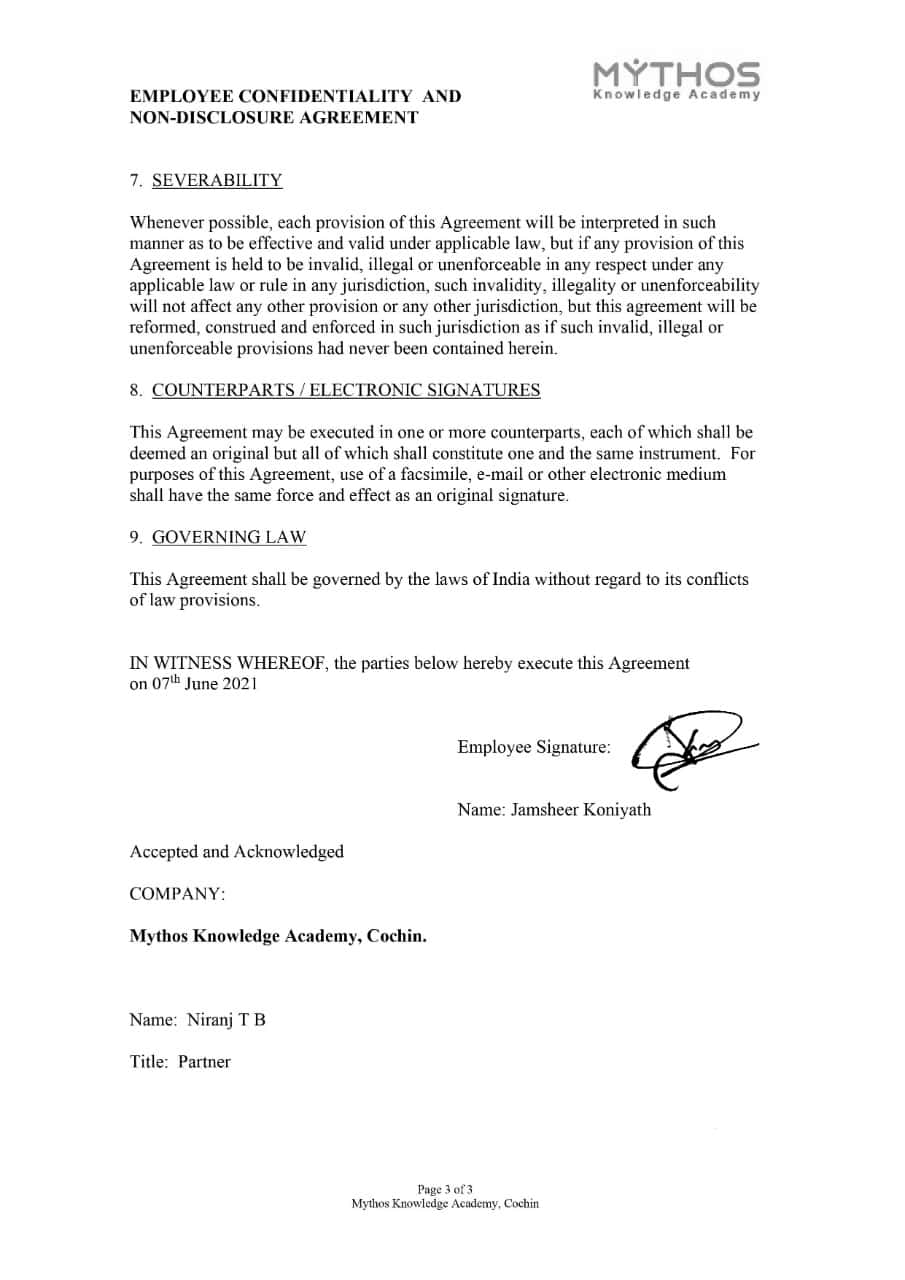 MYTHOS
Knowledge Academy
EMPLOYEE CONFIDENTIALITY AND
NON-DISCLOSURE AGREEMENT
7. SEVERABILITY
Whenever possible, each provision of this Agreement will be interpreted in such
manner as to be effective and valid under applicable law, but if any provision of this
Agreement is held to be invalid, illegal or unenforceable in any respect under any
applicable law or rule in any jurisdiction, such invalidity, illegality or unenforceability
will not affect any other provision or any other jurisdiction, but this agreement will be
reformed, construed and enforced in such jurisdiction as if such invalid, illegal or
unenforceable provisions had never been contained herein.
8. COUNTERPARTS / ELECTRONIC SIGNATURES
This Agreement may be executed in one or more counterparts, each of which shall be
deemed an original but all of which shall constitute one and the same instrument. For
purposes of this Agreement, use of a facsimile, e-mail or other electronic medium
shall have the same force and effect as an original signature.
9. GOVERNING LAW
This Agreement shall be governed by the laws of India without regard to its conflicts
of law provisions.
IN WITNESS WHEREOF, the parties below hereby execute this Agreement
on 07th June 2021
Employee Signature:
Name: Jamsheer Koniyath
Accepted and Acknowledged
COMPANY:
Mythos Knowledge Academy, Cochin.
Name: Niranj T B
Title: Partner
Page 3 of 3
Mythos Knowledge Academy, Cochin